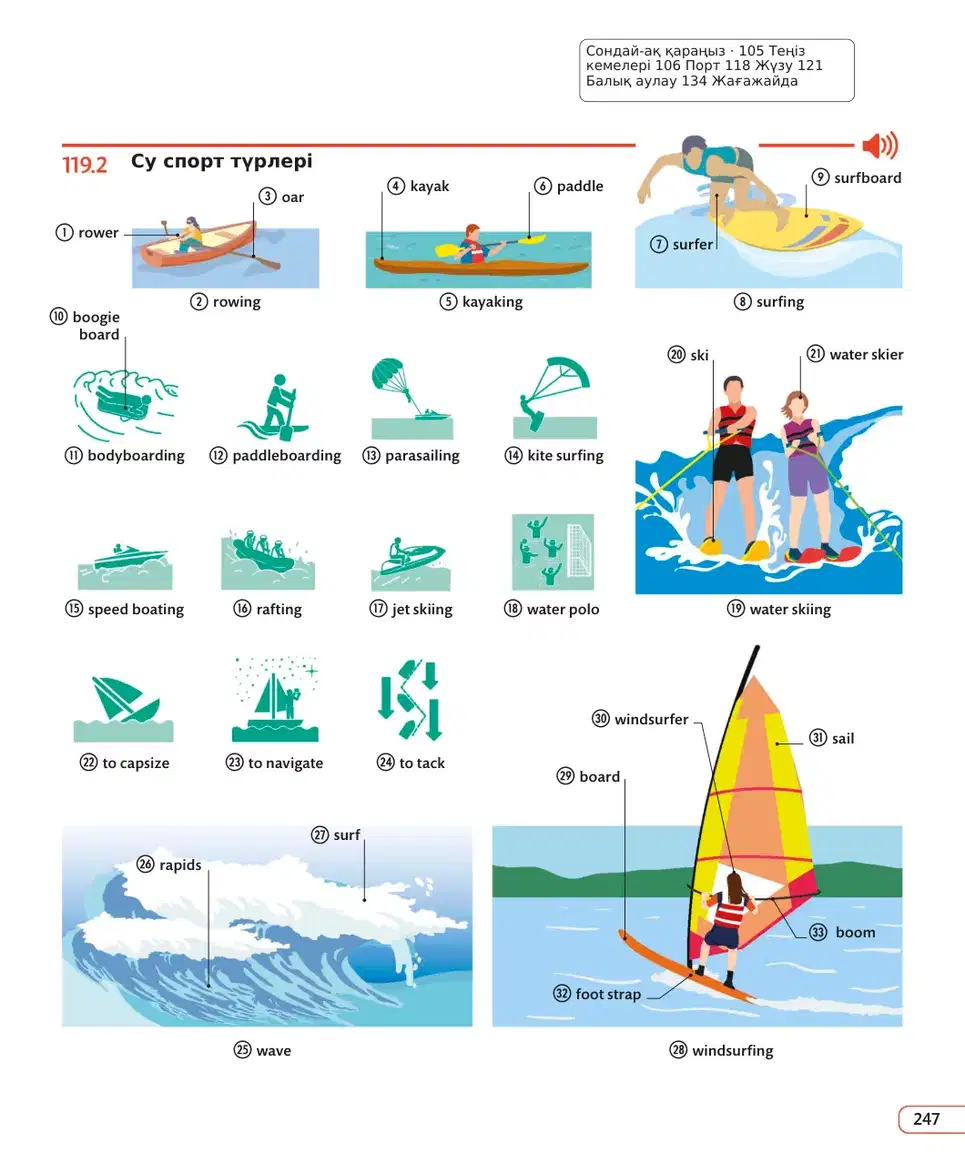 Сондай-ақ қараңыз · 105 Теңіз
кемелері 106 Порт 118 Жүзу 121
Балық аулау 134 Жағажайда
119.2 Су спорт түрлері
① rower
② rowing
③ oar
④ kayak
⑤ kayaking
⑥ paddle
⑦ surfer
⑧ surfing
⑨ surfboard
⑩ boogie
board
⑪ bodyboarding
⑫ paddleboarding
⑬ parasailing
⑭ kite surfing
⑮ speed boating
⑯ rafting
⑰ jet skiing
⑱ water polo
⑲ water skiing
⑳ ski
㉑ water skier
㉒ to capsize
㉓ to navigate
㉔ to tack
㉕ wave
㉖ rapids
㉗ surf
㉘ windsurfing
㉙ board
㉚ windsurfer
㉛ sail
㉜ foot strap
㉝ boom
247